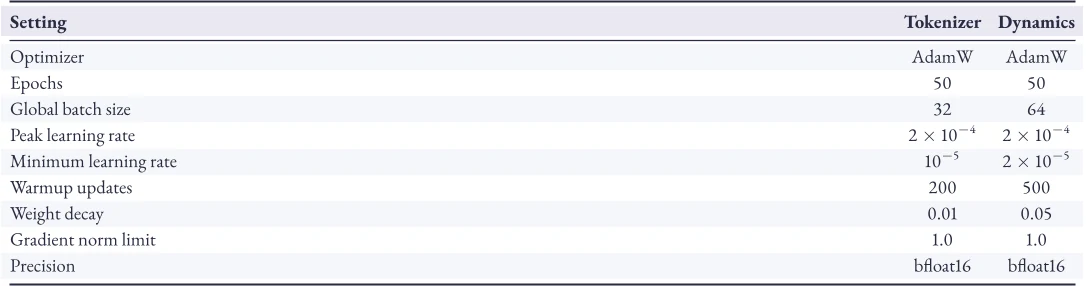 Setting Tokenizer Dynamics
Optimizer AdamW AdamW
Epochs 50 50
Global batch size 32 64
Peak learning rate 2 × 10⁻⁴ 2 × 10⁻⁴
Minimum learning rate 10⁻⁵ 2 × 10⁻⁵
Warmup updates 200 500
Weight decay 0.01 0.05
Gradient norm limit 1.0 1.0
Precision bfloat16 bfloat16